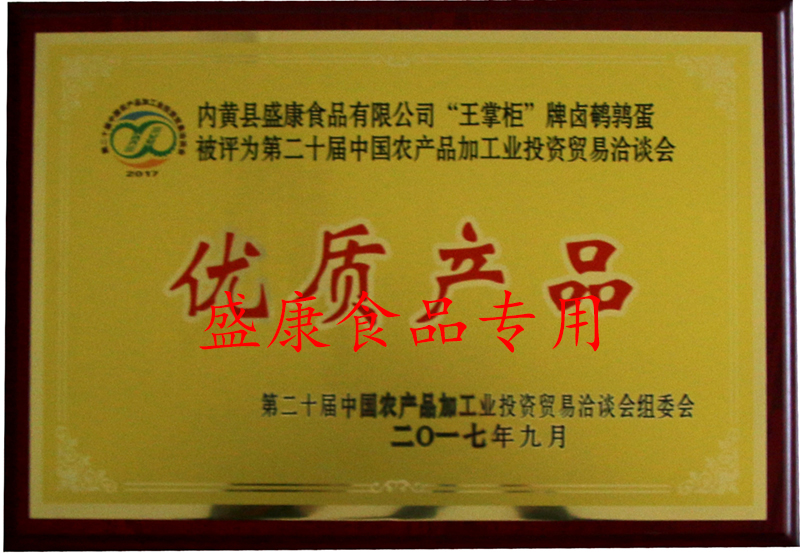 内黄县盛康食品有限公司“王掌柜”牌卤鹌鹑蛋
被评为第二十届中国农产品加工业投资贸易洽谈会
2017
优质产品
盛康食品专用
第二十届中国农产品加工业投资贸易洽谈会组委会
二〇一七年九月